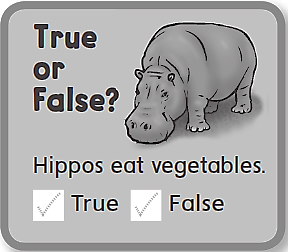 True
or
False?
Hippos eat vegetables.
True False